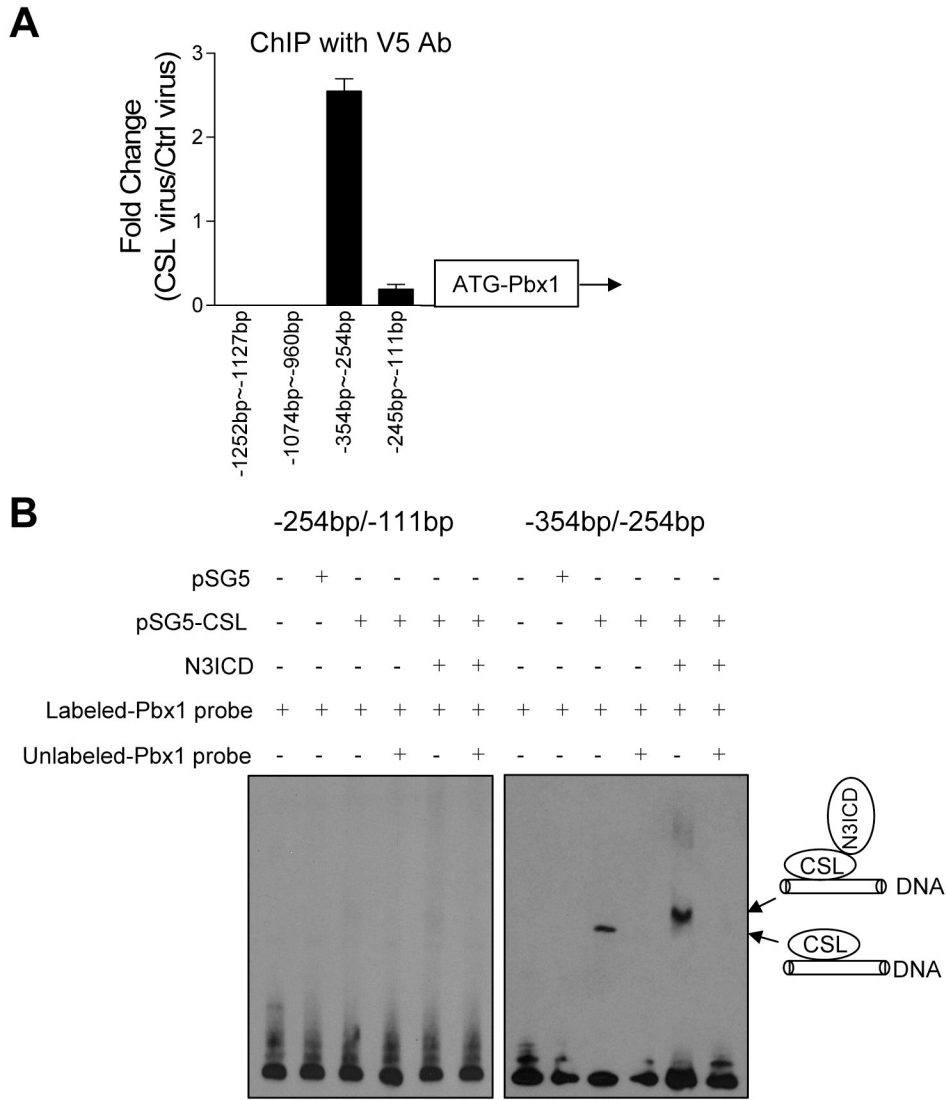 A
ChIP with V5 Ab
Fold Change
(CSL virus/Ctrl virus)
3
2
1
0
ATG-Pbx1
-1252bp~-1127bp
-1074bp~-960bp
-354bp~-254bp
-245bp~-111bp
B
-254bp/-111bp -354bp/-254bp
pSG5 - + - - - - - + - - - -
pSG5-CSL - - + + + + - - + + + +
N3ICD - - - - + + - - - - + +
Labeled-Pbx1 probe + + + + + + + + + + + +
Unlabeled-Pbx1 probe - - - + - + - - - + - +
N3ICD
CSL
DNA
CSL
DNA